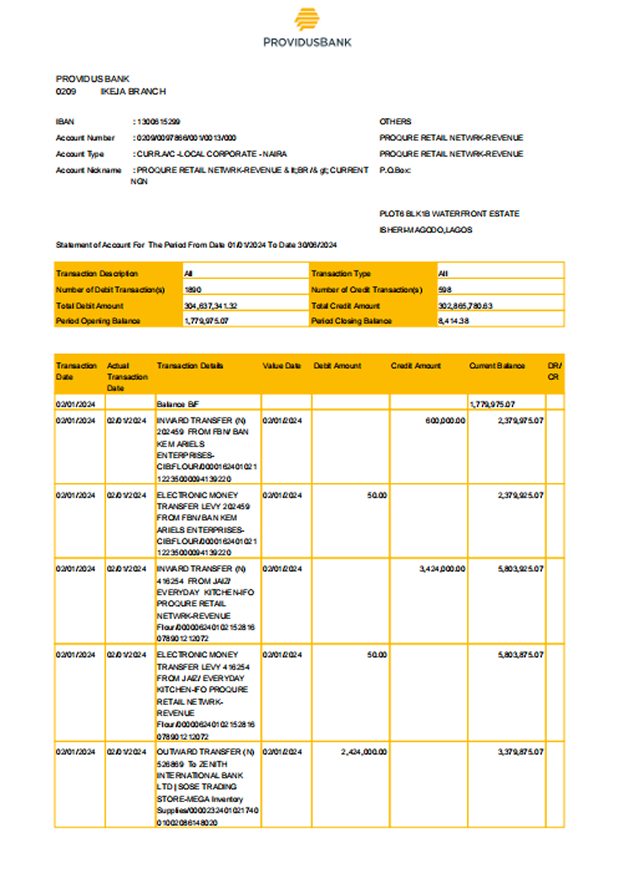 PROVIDUSBANK
PROVIDUS BANK
0209 IKEJA BRANCH
IBAN : 1300615299 OTHERS
Account Number : 0209/0097866/001/0013/000 PROQURE RETAIL NETWRK-REVENUE
Account Type : CURR.A/C -LOCAL CORPORATE - NAIRA PROQURE RETAIL NETWRK-REVENUE
Account Nickname : PROQURE RETAIL NETWRK-REVENUE & lt;BR /& gt; CURRENT P.O.Box:
NGN
PLOT6 BLK1B WATERFRONT ESTATE
ISHERI-MAGODO,LAGOS
Statement of Account For The Period From Date 01/01/2024 To Date 30/06/2024
Transaction Description All Transaction Type All
Number of Debit Transaction(s) 1890 Number of Credit Transaction(s) 598
Total Debit Amount 304,637,341.32 Total Credit Amount 302,865,780.63
Period Opening Balance 1,779,975.07 Period Closing Balance 8,414.38
Transaction Actual Transaction Details Value Date Debit Amount Credit Amount Current Balance DR/
Date Transaction CR
Date
02/01/2024 Balance B/F 1,779,975.07
02/01/2024 02/01/2024 INWARD TRANSFER (N) 02/01/2024 600,000.00 2,379,975.07
202459 FROM FBN/ BAN
KEM ARIELS
ENTERPRISES-
CIB:FLOUR/0000162401021
1223500009413922​0
02/01/2024 02/01/2024 ELECTRONIC MONEY 02/01/2024 50.00 2,379,925.07
TRANSFER LEVY 202459
FROM FBN/ BAN KEM
ARIELS ENTERPRISES-
CIB:FLOUR/0000162401021
12235000094139220
02/01/2024 02/01/2024 INWARD TRANSFER (N) 02/01/2024 3,424,000.00 5,803,925.07
416254 FROM JAIZ/
EVERYDAY KITCHEN-IFO
PROQURE RETAIL
NETWRK-REVENUE
Flour/000006240102152816
078901212072
02/01/2024 02/01/2024 ELECTRONIC MONEY 02/01/2024 50.00 5,803,875.07
TRANSFER LEVY 416254
FROM JAIZ/ EVERYDAY
KITCHEN-IFO PROQURE
RETAIL NETWRK-
REVENUE
Flour/000006240102152816
078901212072
02/01/2024 02/01/2024 OUTWARD TRANSFER (N) 02/01/2024 2,424,000.00 3,379,875.07
526869 To ZENITH
INTERNATIONAL BANK
LTD | SOSE TRADING
STORE-MEGA Inventory
Supplies/0000232401021740
01002086148020